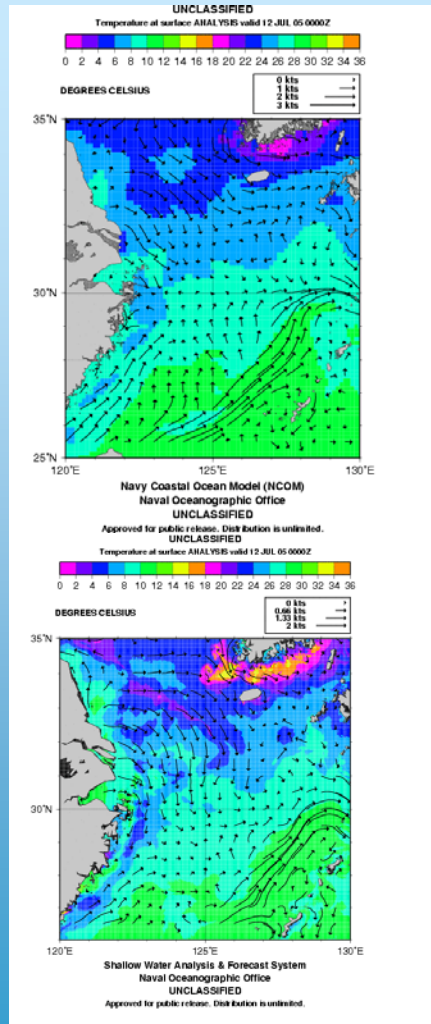 UNCLASSIFIED
Temperature at surface ANALYSIS valid 12 JUL 05 0000Z
0 2 4 6 8 10 12 14 16 18 20 22 24 26 28 30 32 34 36
DEGREES CELSIUS
0 kts
1 kts
2 kts
3 kts
35°N
30°N
25°N
120°E 125°E 130°E
Navy Coastal Ocean Model (NCOM)
Naval Oceanographic Office
UNCLASSIFIED
Approved for public release. Distribution is unlimited.
UNCLASSIFIED
Temperature at surface ANALYSIS valid 12 JUL 05 0000Z
0 2 4 6 8 10 12 14 16 18 20 22 24 26 28 30 32 34 36
DEGREES CELSIUS
0 kts
0.66 kts
1.33 kts
2 kts
35°N
30°N
120°E 125°E 130°E
Shallow Water Analysis & Forecast System
Naval Oceanographic Office
UNCLASSIFIED
Approved for public release. Distribution is unlimited.